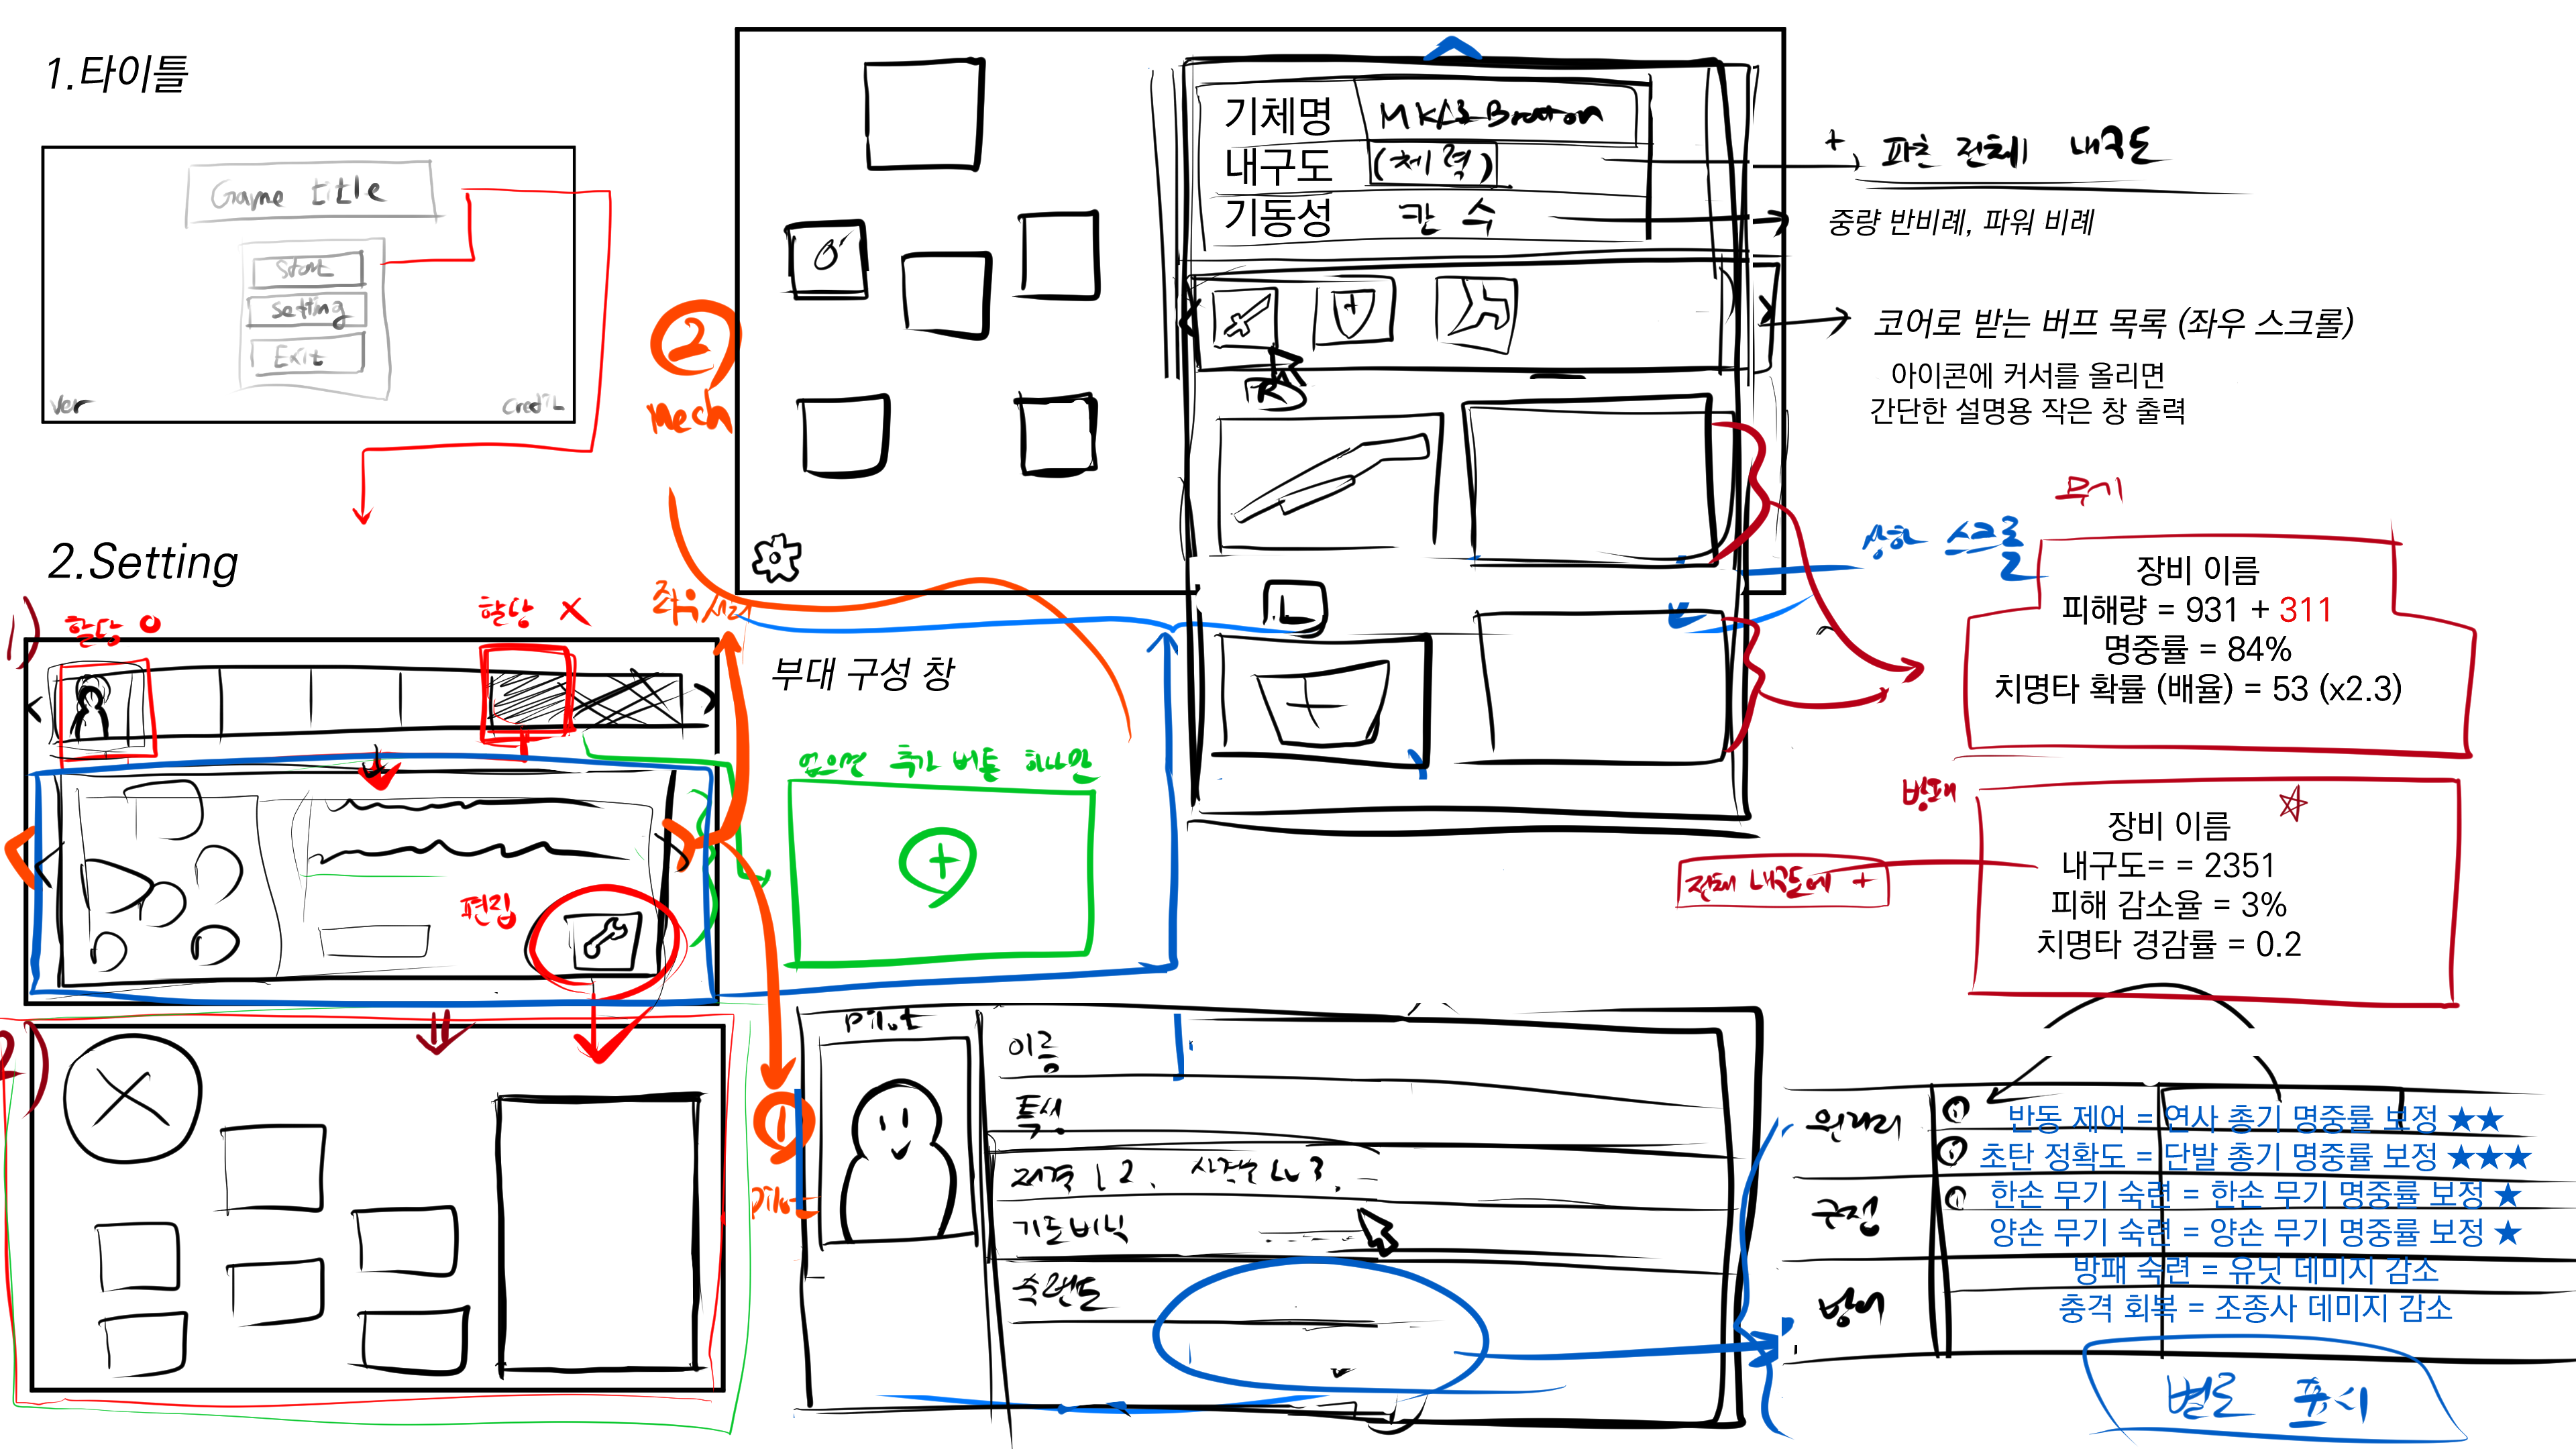 1.타이틀
Game title
Start
Setting
Exit
Ver
Credit
2.Setting
1)
할당 O
할당 X
편집
2)
부대 구성 창
없으면 추가 버튼 하나만
2
Mech
기체명
내구도
(체력)
기동성
칸 수
R
L
+, 파츠 전체 내구도
중량 반비례, 파워 비례
코어로 받는 버프 목록 (좌우 스크롤)
아이콘에 커서를 올리면
간단한 설명용 작은 창 출력
상하 스크롤
무기
장비 이름
피해량 = 931 + 311
명중률 = 84%
치명타 확률 (배율) = 53 (x2.3)
방패
장비 이름
내구도= = 2351
피해 감소율 = 3%
치명타 경감률 = 0.2
전체 내구도에 +
1
Pilot
Pilot
이름
특성
저격 L2, 사격술 Lv 3,
기도비닉
숙련도
원거리
근접
방어
반동 제어 = 연사 총기 명중률 보정 ★★
초탄 정확도 = 단발 총기 명중률 보정 ★★★
한손 무기 숙련 = 한손 무기 명중률 보정 ★
양손 무기 숙련 = 양손 무기 명중률 보정 ★
방패 숙련 = 유닛 데미지 감소
충격 회복 = 조종사 데미지 감소
별로 표시